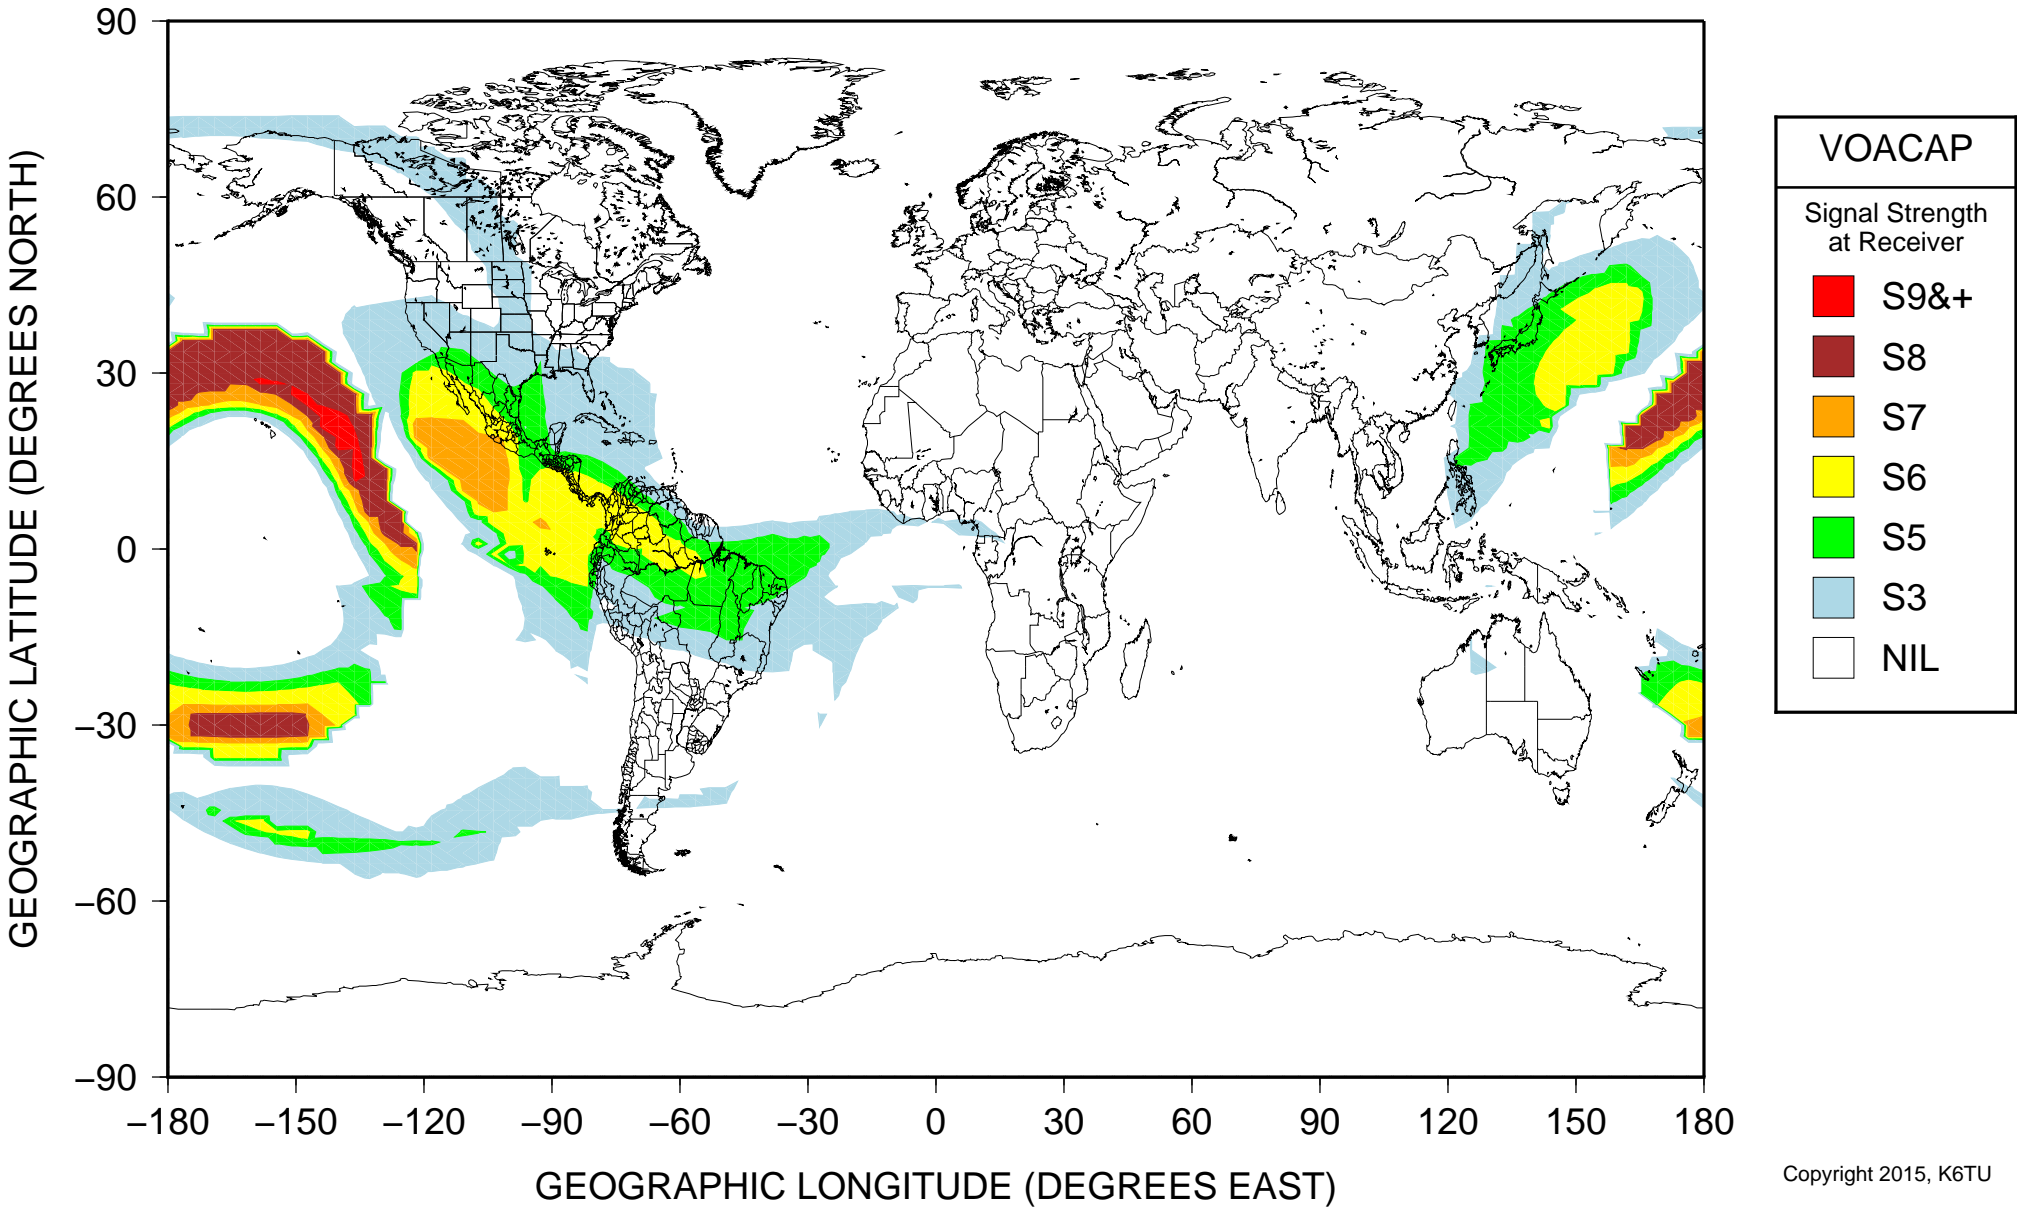 90
60
30
0
−30
−60
−90
GEOGRAPHIC LATITUDE (DEGREES NORTH)
−180 −150 −120 −90 −60 −30 0 30 60 90 120 150 180
GEOGRAPHIC LONGITUDE (DEGREES EAST)
VOACAP
Signal Strength
at Receiver
S9&+
S8
S7
S6
S5
S3
NIL
Copyright 2015, K6TU